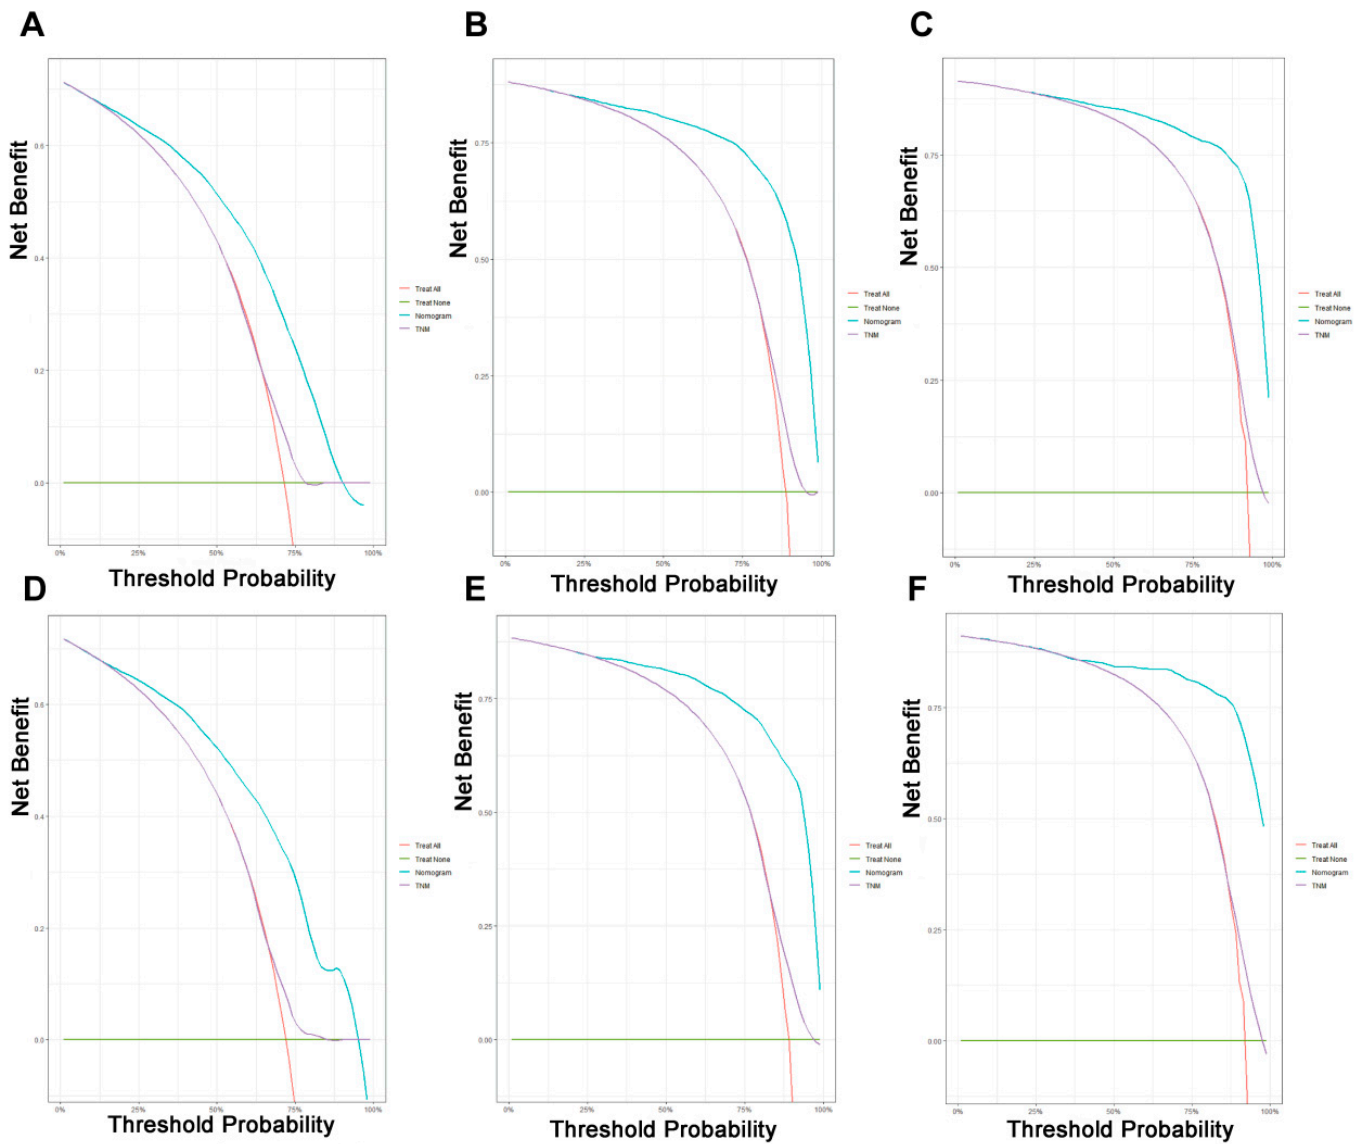 A
Net Benefit
0.6
0.4
0.2
0.0
0%
25%
50%
75%
100%
Threshold Probability
Treat All
Treat None
Nomogram
TNM
B
Net Benefit
0.75
0.50
0.25
0.00
0%
25%
50%
75%
100%
Threshold Probability
Treat All
Treat None
Nomogram
TNM
C
Net Benefit
0.75
0.50
0.25
0.00
0%
25%
50%
75%
100%
Threshold Probability
Treat All
Treat None
Nomogram
TNM
D
Net Benefit
0.6
0.4
0.2
0.0
0%
25%
50%
75%
100%
Threshold Probability
Treat All
Treat None
Nomogram
TNM
E
Net Benefit
0.75
0.50
0.25
0.00
0%
25%
50%
75%
100%
Threshold Probability
Treat All
Treat None
Nomogram
TNM
F
Net Benefit
0.75
0.50
0.25
0.00
0%
25%
50%
75%
100%
Threshold Probability
Treat All
Treat None
Nomogram
TNM